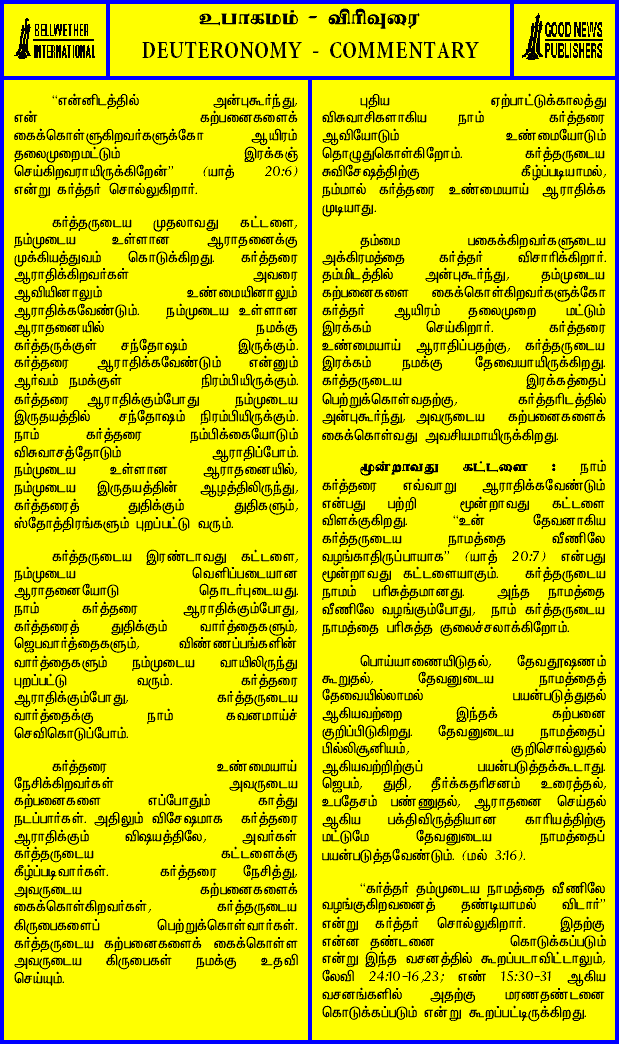 உபாகமம் - விரிவுரை
BELLWETHER
INTERNATIONAL
DEUTERONOMY - COMMENTARY
GOOD NEWS
PUBLISHERS
“என்னிடத்தில் அன்புகூர்ந்து,
என் கற்பனைகளைக்
கைக்கொள்ளுகிறவர்களுக்கோ ஆயிரம்
தலைமுறைமட்டும் இரக்கஞ்
செய்கிறவராயிருக்கிறேன்” (யாத் 20:6)
என்று கர்த்தர் சொல்லுகிறார்.
கர்த்தருடைய முதலாவது கட்டளை,
நம்முடைய உள்ளான ஆராதனைக்கு
முக்கியத்துவம் கொடுக்கிறது. கர்த்தரை
ஆராதிக்கிறவர்கள் அவரை
ஆவியினாலும் உண்மையினாலும்
ஆராதிக்கவேண்டும். நம்முடைய உள்ளான
ஆராதனையில் நமக்கு
கர்த்தருக்குள் சந்தோஷம் இருக்கும்.
கர்த்தரை ஆராதிக்கவேண்டும் என்னும்
ஆர்வம் நமக்குள் நிரம்பியிருக்கும்.
கர்த்தரை ஆராதிக்கும்போது நம்முடைய
இருதயத்தில் சந்தோஷம் நிரம்பியிருக்கும்.
நாம் கர்த்தரை நம்பிக்கையோடும்
விசுவாசத்தோடும் ஆராதிப்போம்.
நம்முடைய உள்ளான ஆராதனையில்,
நம்முடைய இருதயத்தின் ஆழத்திலிருந்து,
கர்த்தரைத் துதிக்கும் துதிகளும்,
ஸ்தோத்திரங்களும் புறப்பட்டு வரும்.
கர்த்தருடைய இரண்டாவது கட்டளை,
நம்முடைய வெளிப்படையான
ஆராதனையோடு தொடர்புடையது.
நாம் கர்த்தரை ஆராதிக்கும்போது,
கர்த்தரைத் துதிக்கும் வார்த்தைகளும்,
ஜெபவார்த்தைகளும், விண்ணப்பங்களின்
வார்த்தைகளும் நம்முடைய வாயிலிருந்து
புறப்பட்டு வரும். கர்த்தரை
ஆராதிக்கும்போது, கர்த்தருடைய
வார்த்தைக்கு நாம் கவனமாய்ச்
செவிகொடுப்போம்.
கர்த்தரை உண்மையாய்
நேசிக்கிறவர்கள் அவருடைய
கற்பனைகளை எப்போதும் காத்து
நடப்பார்கள். அதிலும் விசேஷமாக கர்த்தரை
ஆராதிக்கும் விஷயத்திலே, அவர்கள்
கர்த்தருடைய கட்டளைக்கு
கீழ்ப்படிவார்கள். கர்த்தரை நேசித்து,
அவருடைய கற்பனைகளைக்
கைக்கொள்கிறவர்கள், கர்த்தருடைய
கிருபைகளைப் பெற்றுக்கொள்வார்கள்.
கர்த்தருடைய கற்பனைகளைக் கைக்கொள்ள
அவருடைய கிருபைகள் நமக்கு உதவி
செய்யும்.
புதிய ஏற்பாட்டுக்காலத்து
விசுவாசிகளாகிய நாம் கர்த்தரை
ஆவியோடும் உண்மையோடும்
தொழுதுகொள்கிறோம். கர்த்தருடைய
சுவிசேஷத்திற்கு கீழ்ப்படியாமல்,
நம்மால் கர்த்தரை உண்மையாய் ஆராதிக்க
முடியாது.
தம்மை பகைக்கிறவர்களுடைய
அக்கிரமத்தை கர்த்தர் விசாரிக்கிறார்.
தம்மிடத்தில் அன்புகூர்ந்து, தம்முடைய
கற்பனைகளை கைக்கொள்கிறவர்களுக்கோ
கர்த்தர் ஆயிரம் தலைமுறை மட்டும்
இரக்கம் செய்கிறார். கர்த்தரை
உண்மையாய் ஆராதிப்பதற்கு, கர்த்தருடைய
இரக்கம் நமக்கு தேவையாயிருக்கிறது.
கர்த்தருடைய இரக்கத்தைப்
பெற்றுக்கொள்வதற்கு, கர்த்தரிடத்தில்
அன்புகூர்ந்து, அவருடைய கற்பனைகளைக்
கைக்கொள்வது அவசியமாயிருக்கிறது.
மூன்றாவது கட்டளை : நாம்
கர்த்தரை எவ்வாறு ஆராதிக்கவேண்டும்
என்பது பற்றி மூன்றாவது கட்டளை
விளக்குகிறது. “உன் தேவனாகிய
கர்த்தருடைய நாமத்தை வீணிலே
வழங்காதிருப்பாயாக” (யாத் 20:7) என்பது
மூன்றாவது கட்டளையாகும். கர்த்தருடைய
நாமம் பரிசுத்தமானது. அந்த நாமத்தை
வீணிலே வழங்கும்போது, நாம் கர்த்தருடைய
நாமத்தை பரிசுத்த குலைச்சலாக்கிறோம்.
பொய்யாணையிடுதல், தேவதூஷணம்
கூறுதல், தேவனுடைய நாமத்தைத்
தேவையில்லாமல் பயன்படுத்துதல்
ஆகியவற்றை இந்தக் கற்பனை
குறிப்பிடுகிறது. தேவனுடைய நாமத்தைப்
பில்லிசூனியம், குறிசொல்லுதல்
ஆகியவற்றிற்குப் பயன்படுத்தக்கூடாது.
ஜெபம், துதி, தீர்க்கதரிசனம் உரைத்தல்,
உபதேசம் பண்ணுதல், ஆராதனை செய்தல்
ஆகிய பக்திவிருத்தியான காரியத்திற்கு
மட்டுமே தேவனுடைய நாமத்தைப்
பயன்படுத்தவேண்டும். (மல் 3:16).
“கர்த்தர் தம்முடைய நாமத்தை வீணிலே
வழங்குகிறவனைத் தண்டியாமல் விடார்”
என்று கர்த்தர் சொல்லுகிறார். இதற்கு
என்ன தண்டனை கொடுக்கப்படும்
என்று இந்த வசனத்தில் கூறப்படாவிட்டாலும்,
லேவி 24:10-16,23; எண் 15:30-31 ஆகிய
வசனங்களில் அதற்கு மரணதண்டனை
கொடுக்கப்படும் என்று கூறப்பட்டிருக்கிறது.